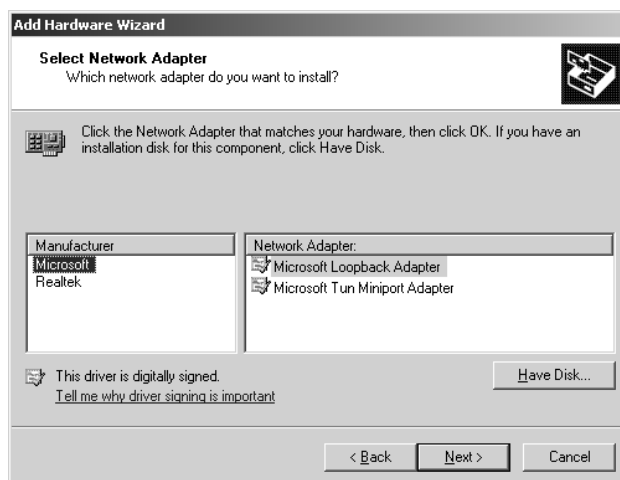 Add Hardware Wizard
Select Network Adapter
Which network adapter do you want to install?
Click the Network Adapter that matches your hardware, then click OK. If you have an
installation disk for this component, click Have Disk.
Manufacturer
Microsoft
Realtek
Network Adapter:
Microsoft Loopback Adapter
Microsoft Tun Miniport Adapter
This driver is digitally signed.
Tell me why driver signing is important
Have Disk...
< Back
Next >
Cancel